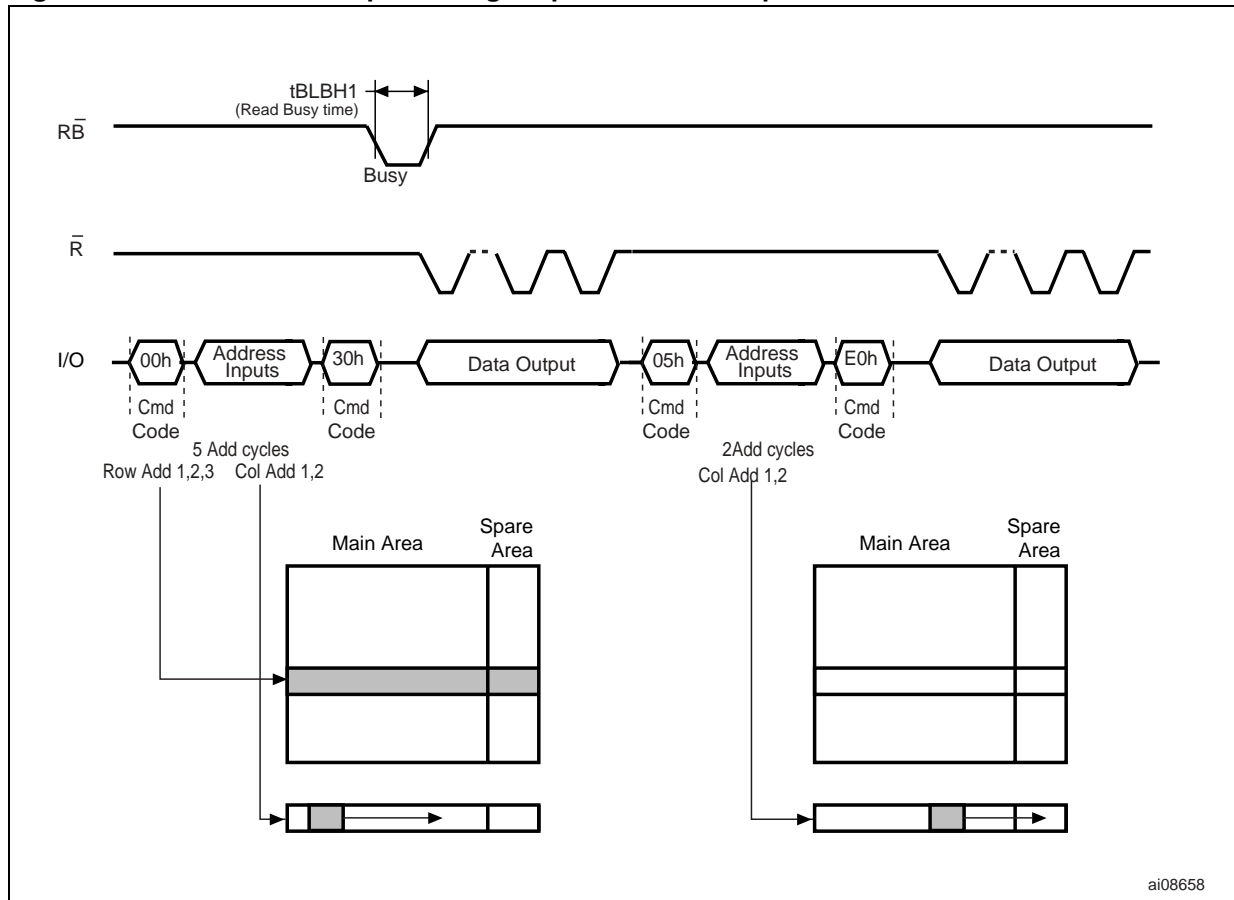 tBLBH1
(Read Busy time)
RB̅
Busy
R̅
I/O
00h
Address
Inputs
30h
Data Output
05h
Address
Inputs
E0h
Data Output
Cmd
Code
Cmd
Code
Cmd
Code
Cmd
Code
5 Add cycles
Row Add 1,2,3
Col Add 1,2
2Add cycles
Col Add 1,2
Main Area
Spare
Area
Main Area
Spare
Area
ai08658